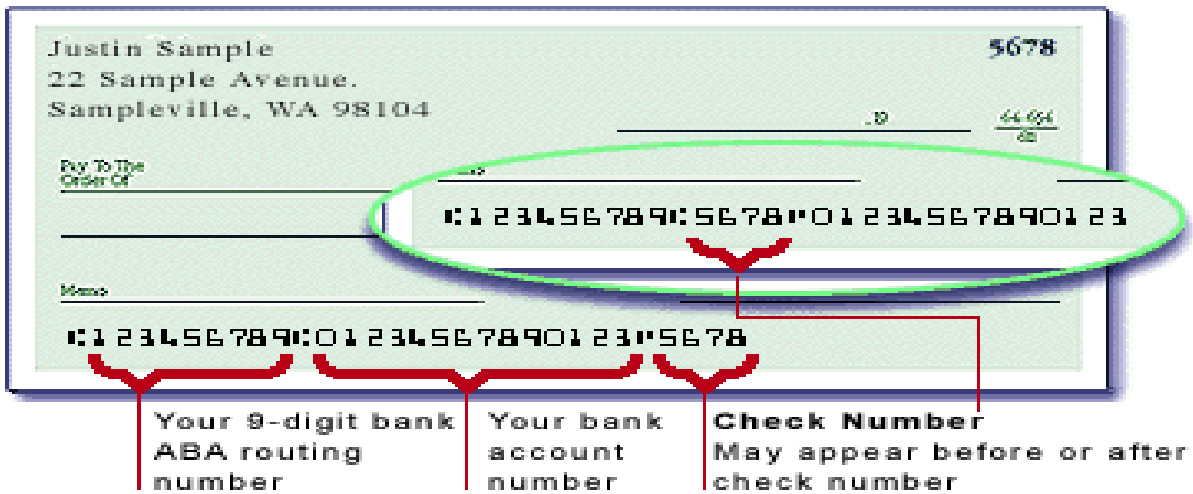 Justin Sample
5678
22 Sample Avenue.
Sampleville, WA 98104
19
Pay To The
Order Of
⑆123456789⑆5678⑈01234567890123
Memo
⑆123456789⑆01234567890123⑈5678
Your 9-digit bank
ABA routing
number
Your bank
account
number
Check Number
May appear before or after
check number